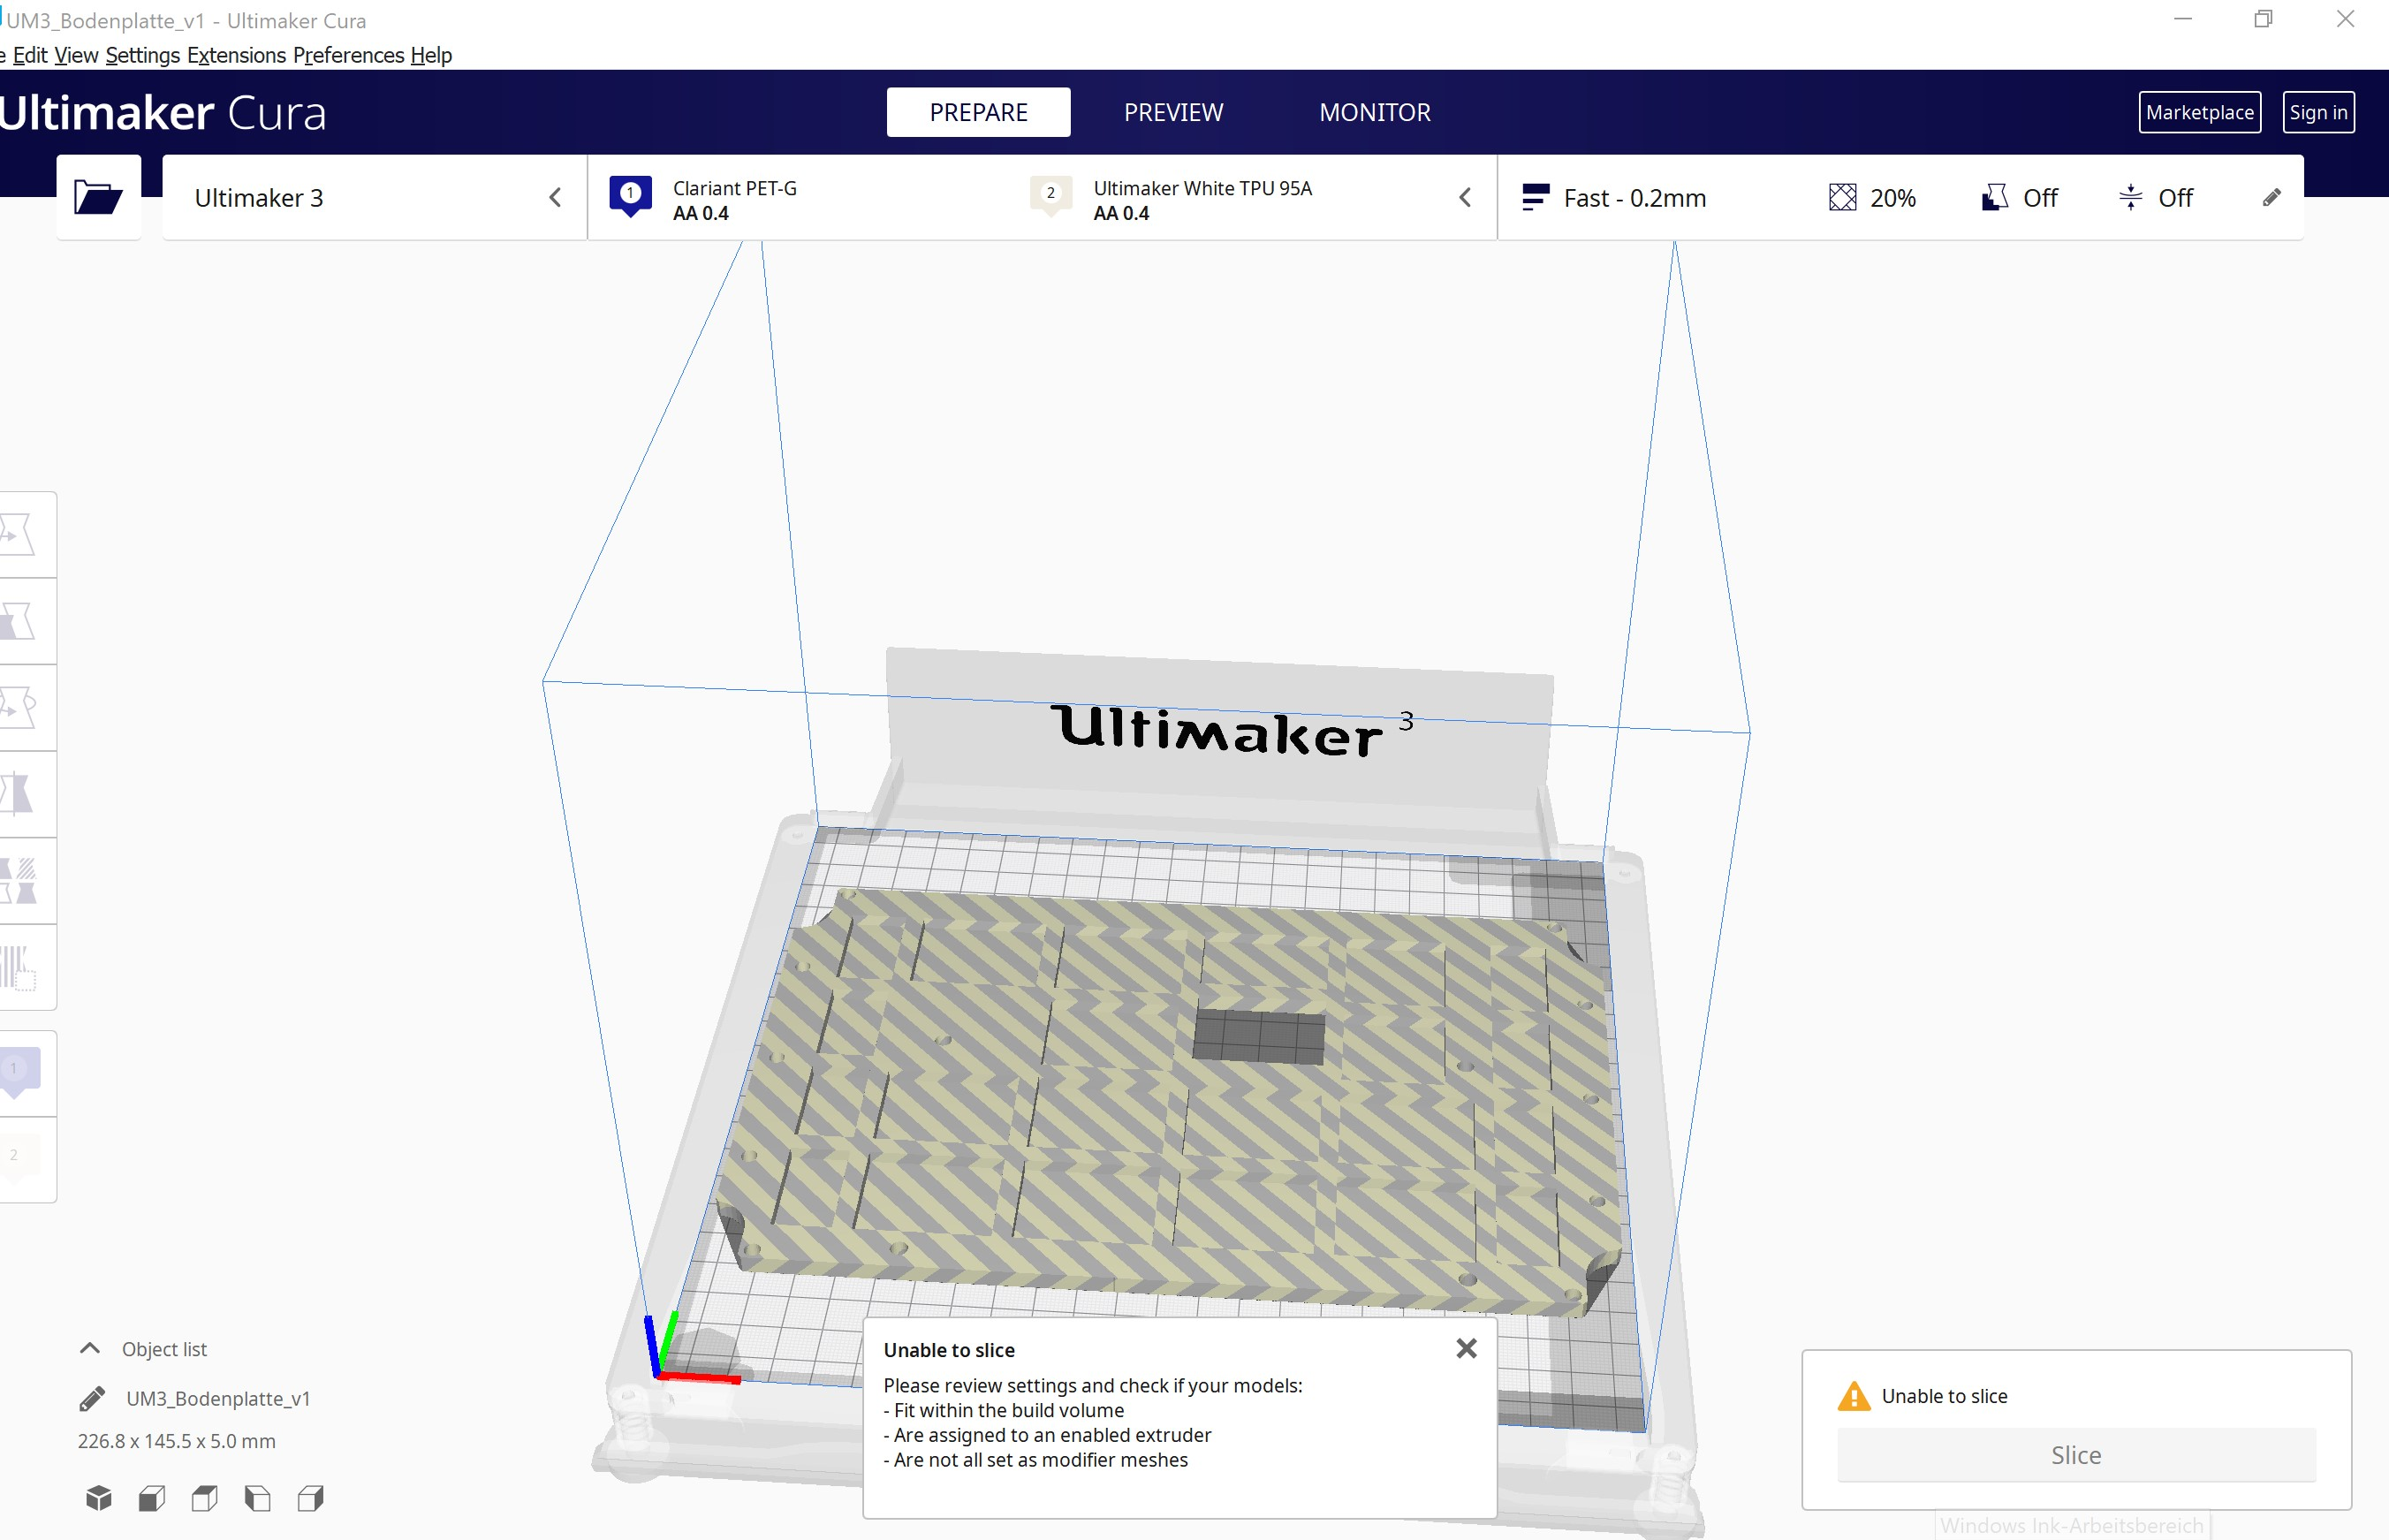 UM3_Bodenplatte_v1 - Ultimaker Cura
e Edit View Settings Extensions Preferences Help
Ultimaker Cura
PREPARE
PREVIEW
MONITOR
Marketplace
Sign in
Ultimaker 3
1
Clariant PET-G
AA 0.4
2
Ultimaker White TPU 95A
AA 0.4
Fast - 0.2mm
20%
Off
Off
Ultimaker 3
1
2
Object list
UM3_Bodenplatte_v1
226.8 x 145.5 x 5.0 mm
Unable to slice
Please review settings and check if your models:
- Fit within the build volume
- Are assigned to an enabled extruder
- Are not all set as modifier meshes
Unable to slice
Slice
Windows Ink-Arbeitsbereich